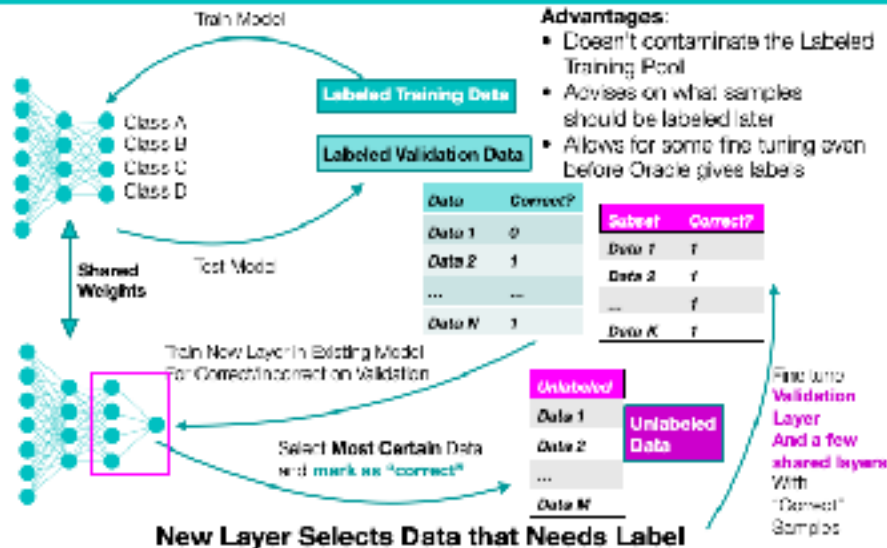 Train Model
Advantages:
• Doesn't contaminate the Labeled
Training Pool
• Advises on what samples
should be labeled later
• Allows for some fine tuning even
before Oracle gives labels
Labeled Training Data
Labeled Validation Data
Class A
Class B
Class C
Class D
Test Model
Shared
Weights
Data Correct?
Data 1 0
Data 2 1
... ...
Data N 1
Subset Correct?
Data 1 1
Data 2 1
... 1
Data K 1
Train New Layer in Existing Model
For Correct/Incorrect on Validation
Select Most Certain Data
and mark as "correct"
Unlabeled
Data 1
Data 2
...
Data M
Unlabeled
Data
Fine tune
Validation
Layer
And a few
shared layers
With
"Correct"
Samples
New Layer Selects Data that Needs Label